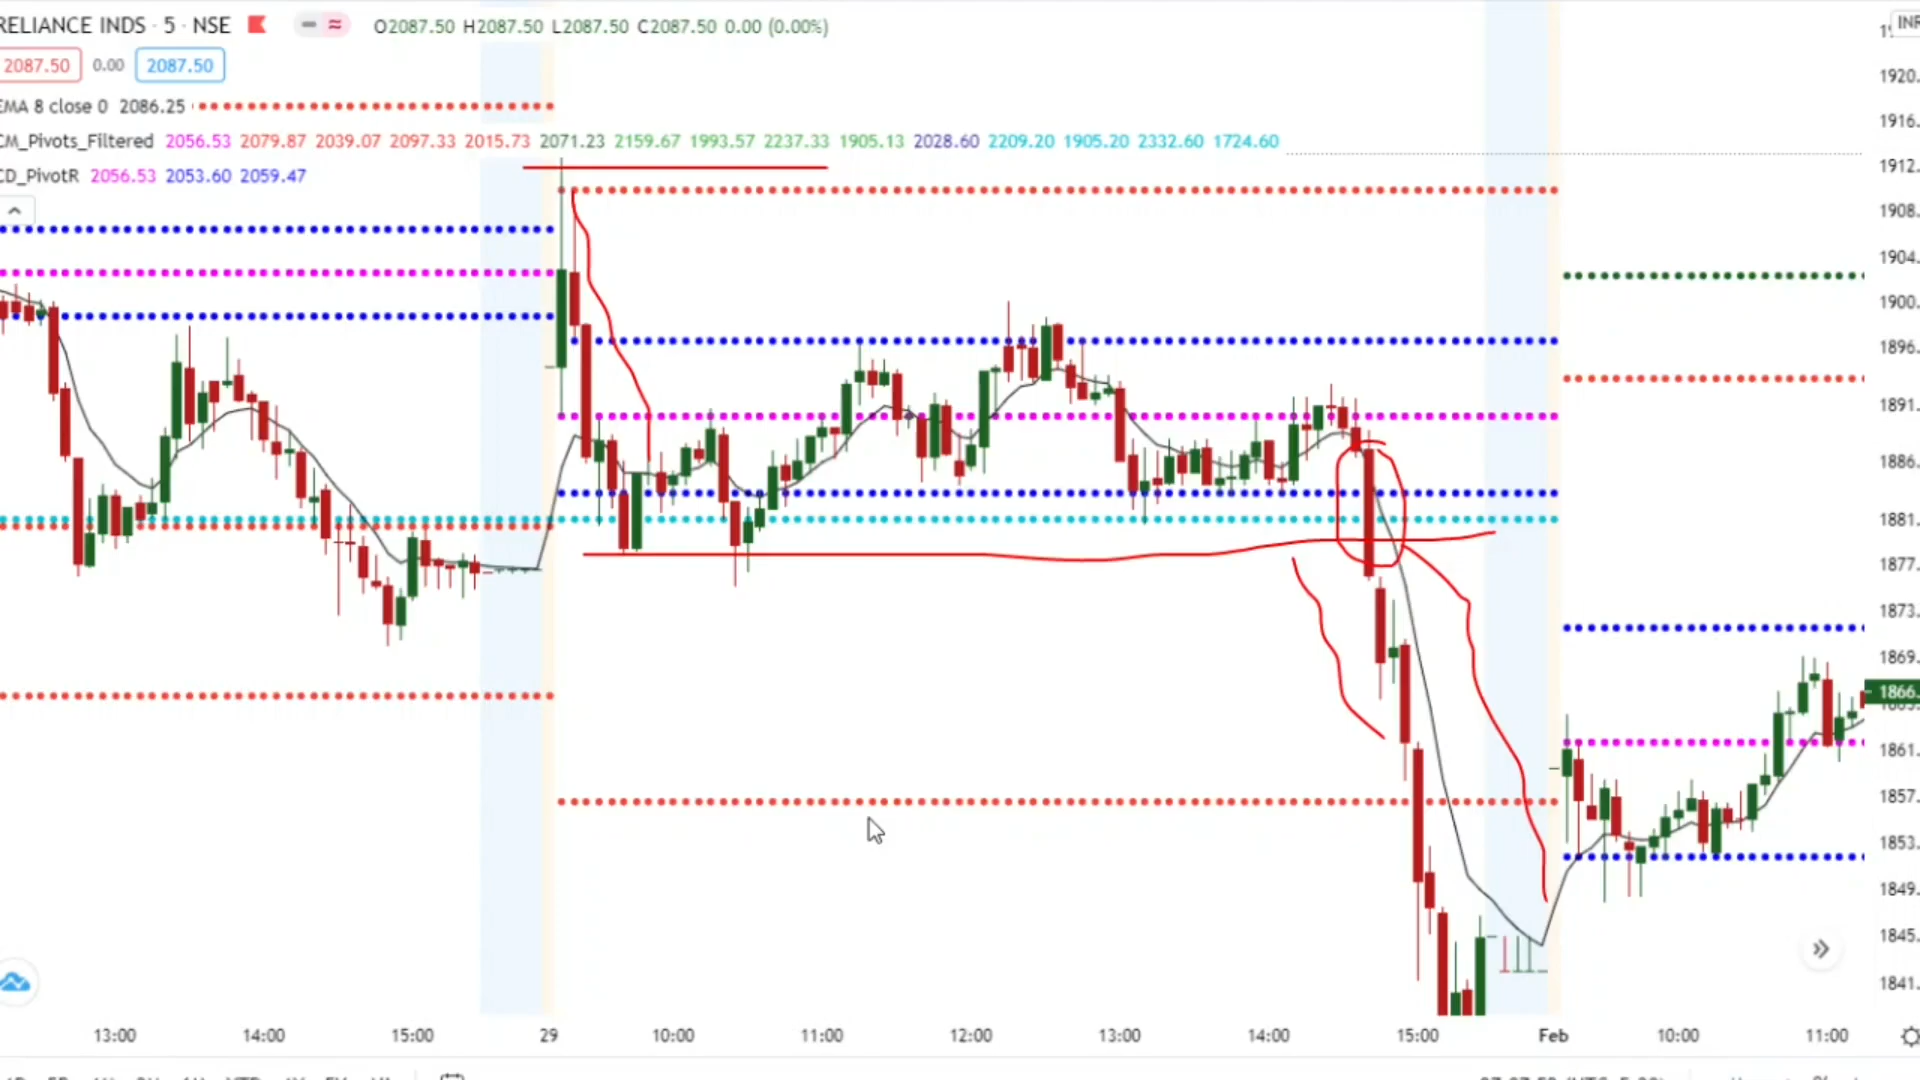 RELIANCE INDS · 5 · NSE O2087.50 H2087.50 L2087.50 C2087.50 0.00 (0.00%)
2087.50 0.00 2087.50
EMA 8 close 0 2086.25
CM_Pivots_Filtered 2056.53 2079.87 2039.07 2097.33 2015.73 2071.23 2159.67 1993.57 2237.33 1905.13 2028.60 2209.20 1905.20 2332.60 1724.60
CD_PivotR 2056.53 2053.60 2059.47
INR
1920.
1916.
1912.
1908.
1904.
1900.
1896.
1891.
1886.
1881.
1877.
1873.
1869.
1866.
1861.
1857.
1853.
1849.
1845.
1841.
13:00 14:00 15:00 29 10:00 11:00 12:00 13:00 14:00 15:00 Feb 10:00 11:00